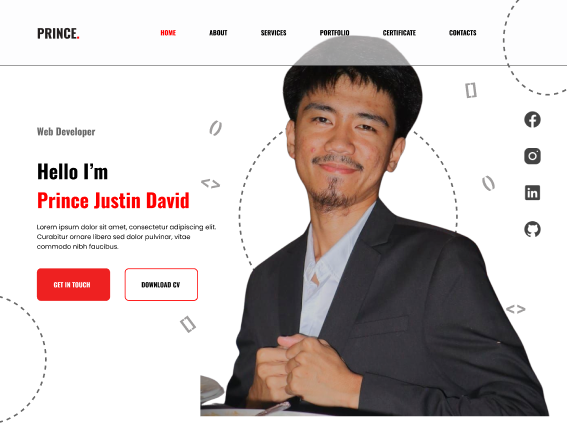 PRINCE.
HOME
ABOUT
SERVICES
PORTFOLIO
CERTIFICATE
CONTACTS
Web Developer
Hello I'm
Prince Justin David
Lorem ipsum dolor sit amet, consectetur adipiscing elit.
Curabitur ornare libero sed dolor pulvinar, vitae
commodo nibh faucibus.
GET IN TOUCH
DOWNLOAD CV